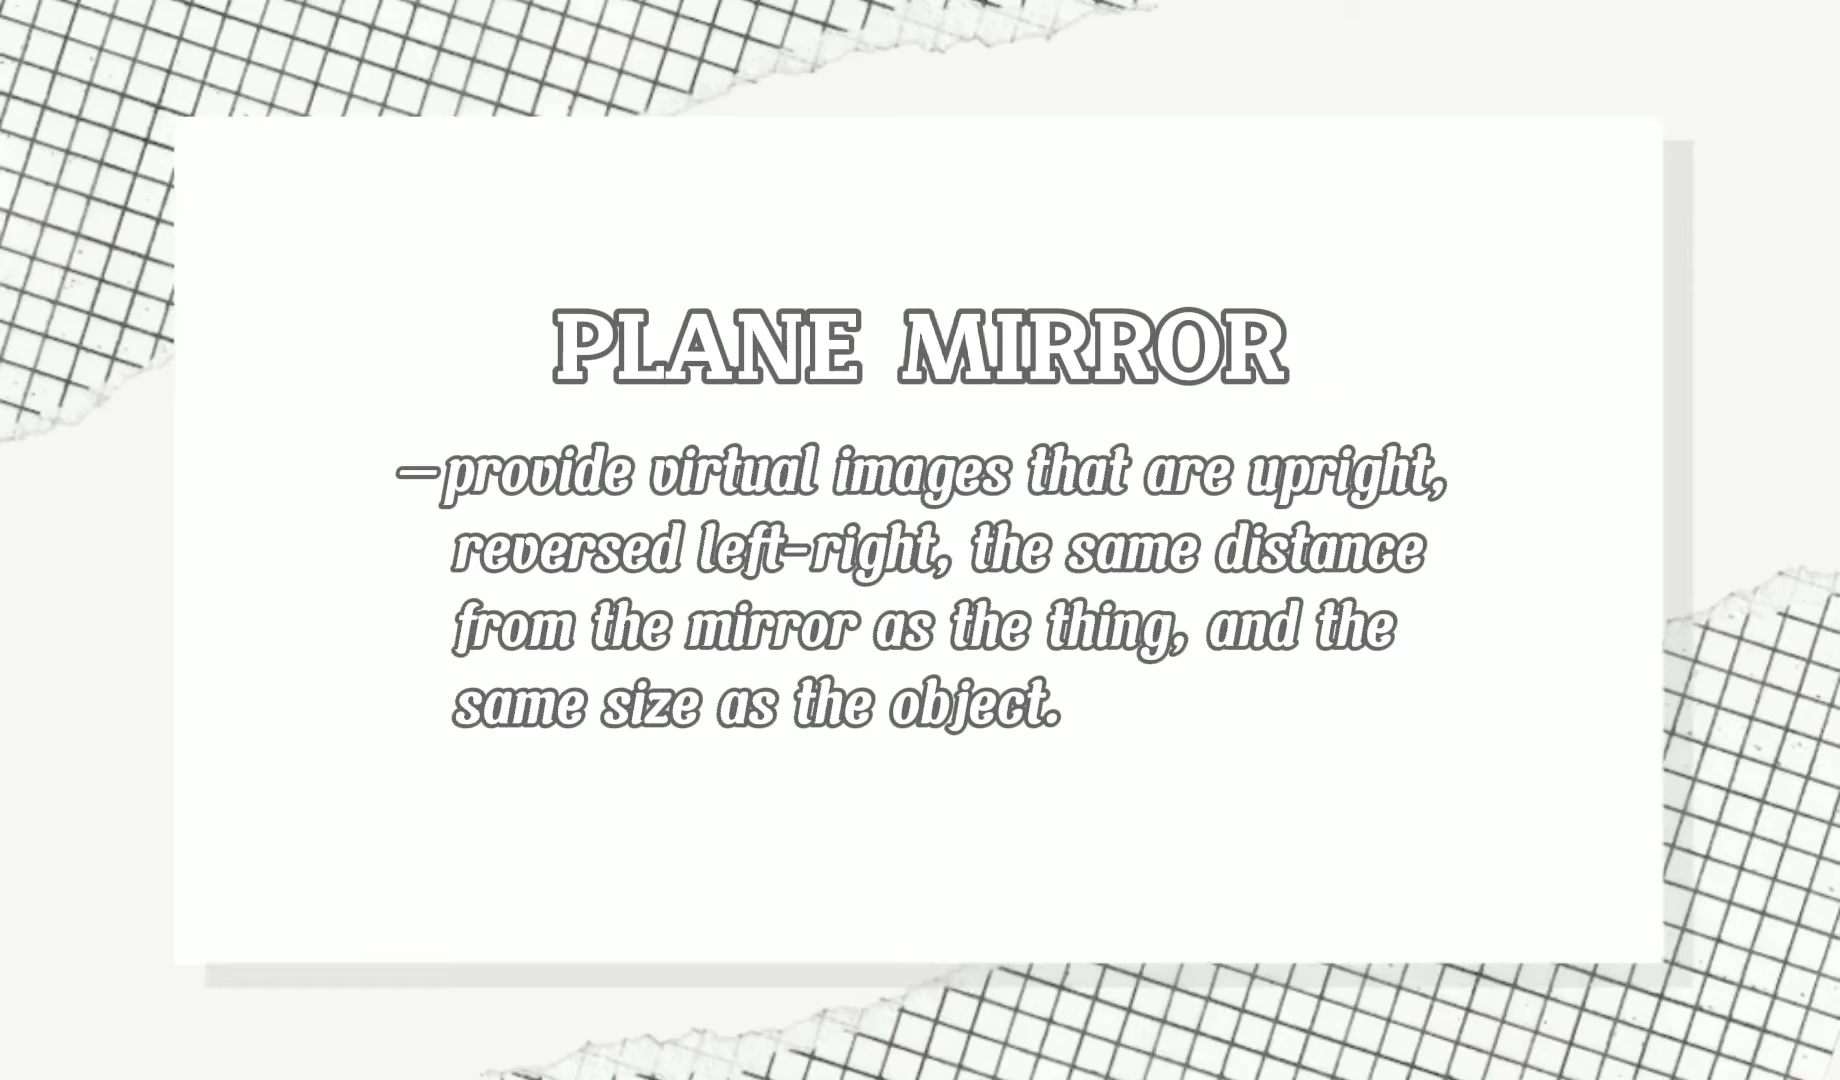 PLANE MIRROR
–provide virtual images that are upright,
reversed left-right, the same distance
from the mirror as the thing, and the
same size as the object.